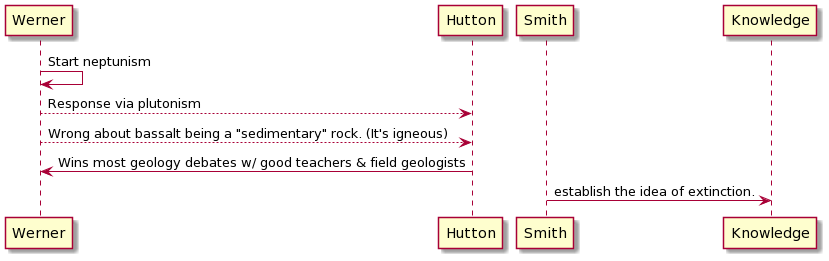 Werner Hutton Smith Knowledge
Start neptunism
Response via plutonism
Wrong about bassalt being a "sedimentary" rock. (It's igneous)
Wins most geology debates w/ good teachers & field geologists
establish the idea of extinction.
Werner Hutton Smith Knowledge